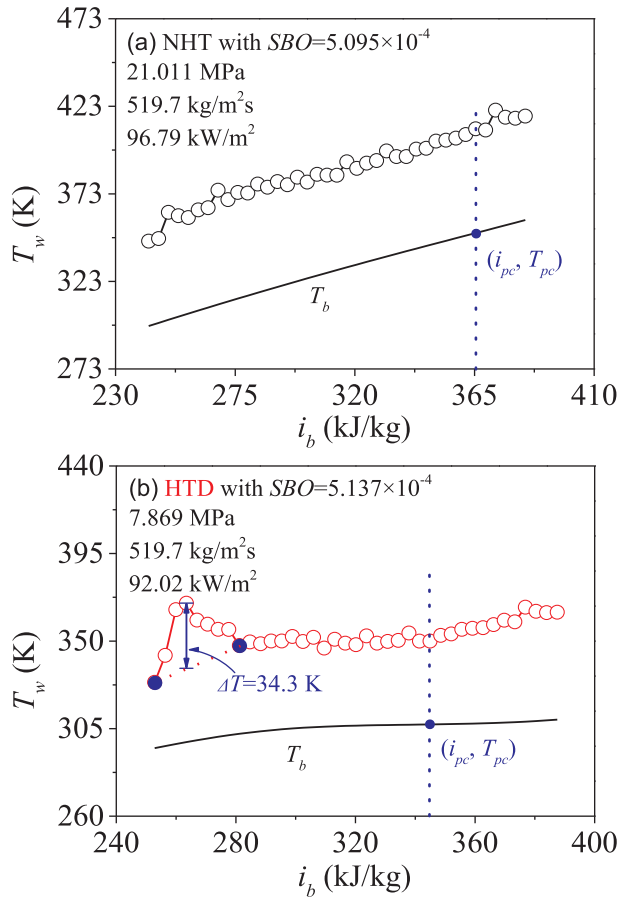 473
(a) NHT with SBO=5.095×10⁻⁴
21.011 MPa
423
519.7 kg/m²s
96.79 kW/m²
373
T_w (K)
323
(i_pc, T_pc)
T_b
273
230 275 320 365 410
i_b (kJ/kg)
440
(b) HTD with SBO=5.137×10⁻⁴
7.869 MPa
395
519.7 kg/m²s
92.02 kW/m²
350
T_w (K)
ΔT=34.3 K
305
T_b
(i_pc, T_pc)
260
240 280 320 360 400
i_b (kJ/kg)